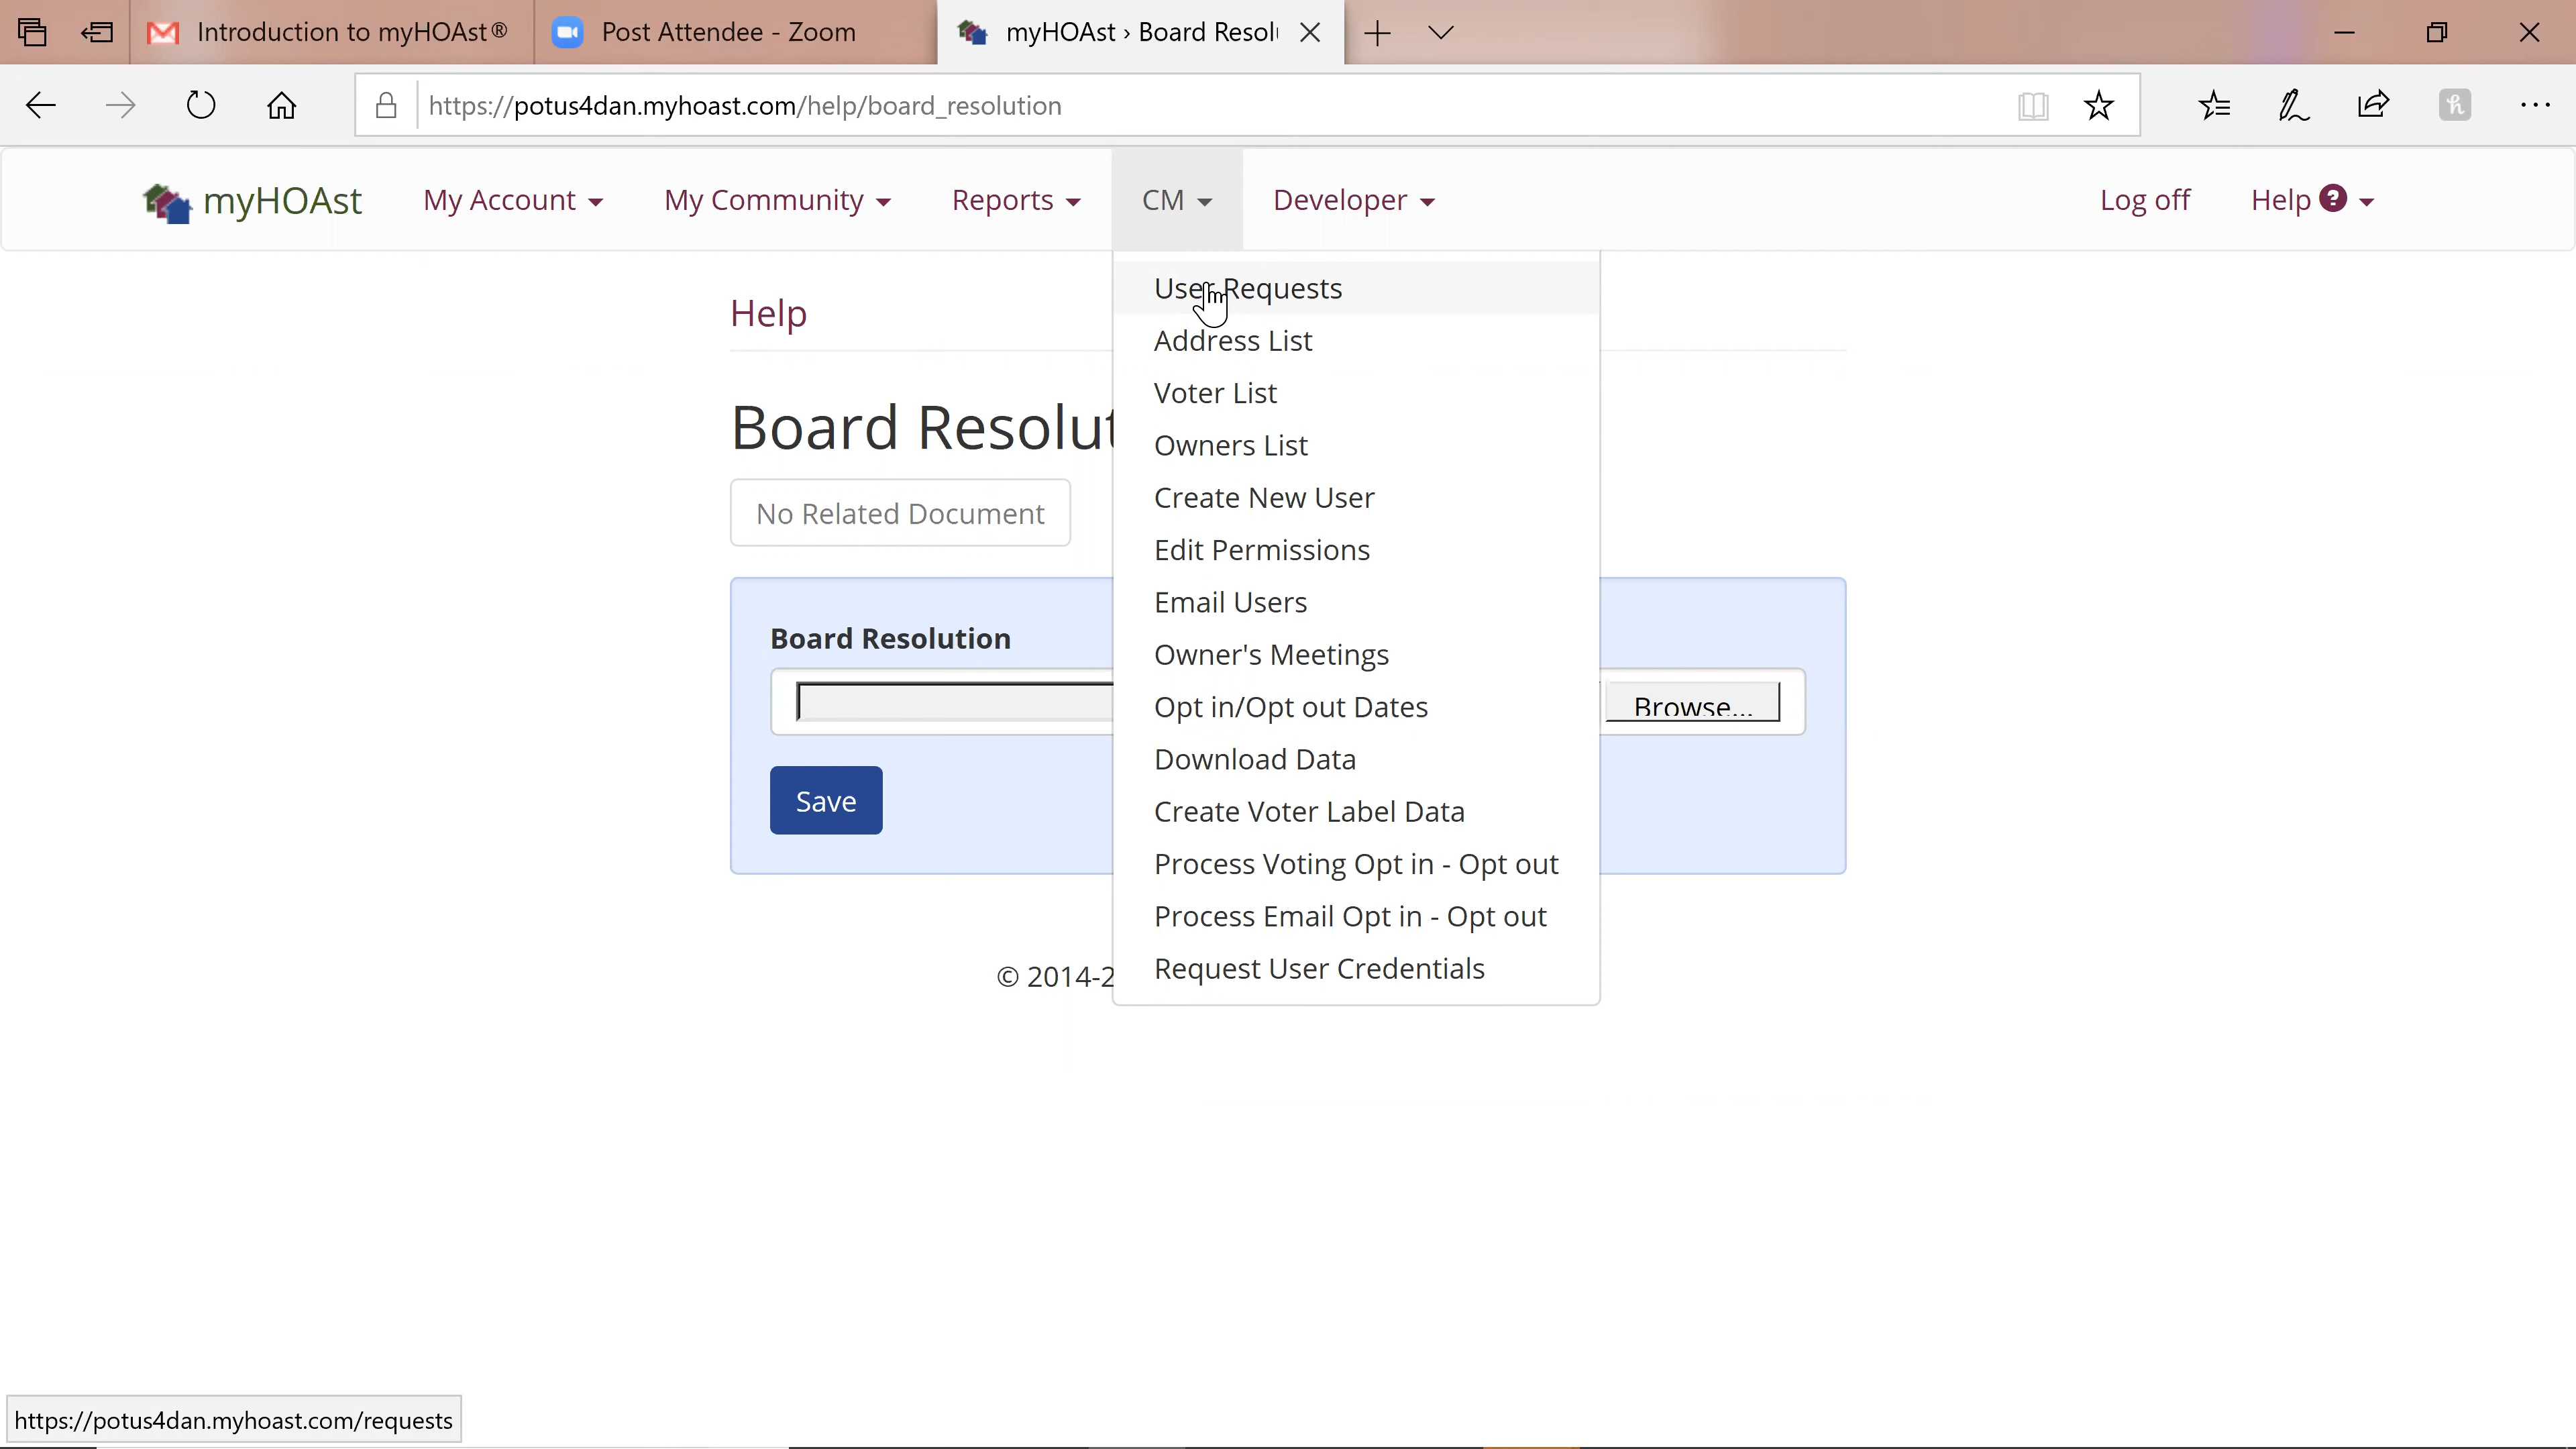 Introduction to myHOAst®
Post Attendee - Zoom
myHOAst › Board Resolu
https://potus4dan.myhoast.com/help/board_resolution
myHOAst
My Account
My Community
Reports
CM
Developer
Log off
Help ?
User Requests
Address List
Voter List
Owners List
Create New User
Edit Permissions
Email Users
Owner's Meetings
Opt in/Opt out Dates
Download Data
Create Voter Label Data
Process Voting Opt in - Opt out
Process Email Opt in - Opt out
Request User Credentials
Help
Board Resolut
No Related Document
Board Resolution
Browse...
Save
© 2014-2
https://potus4dan.myhoast.com/requests